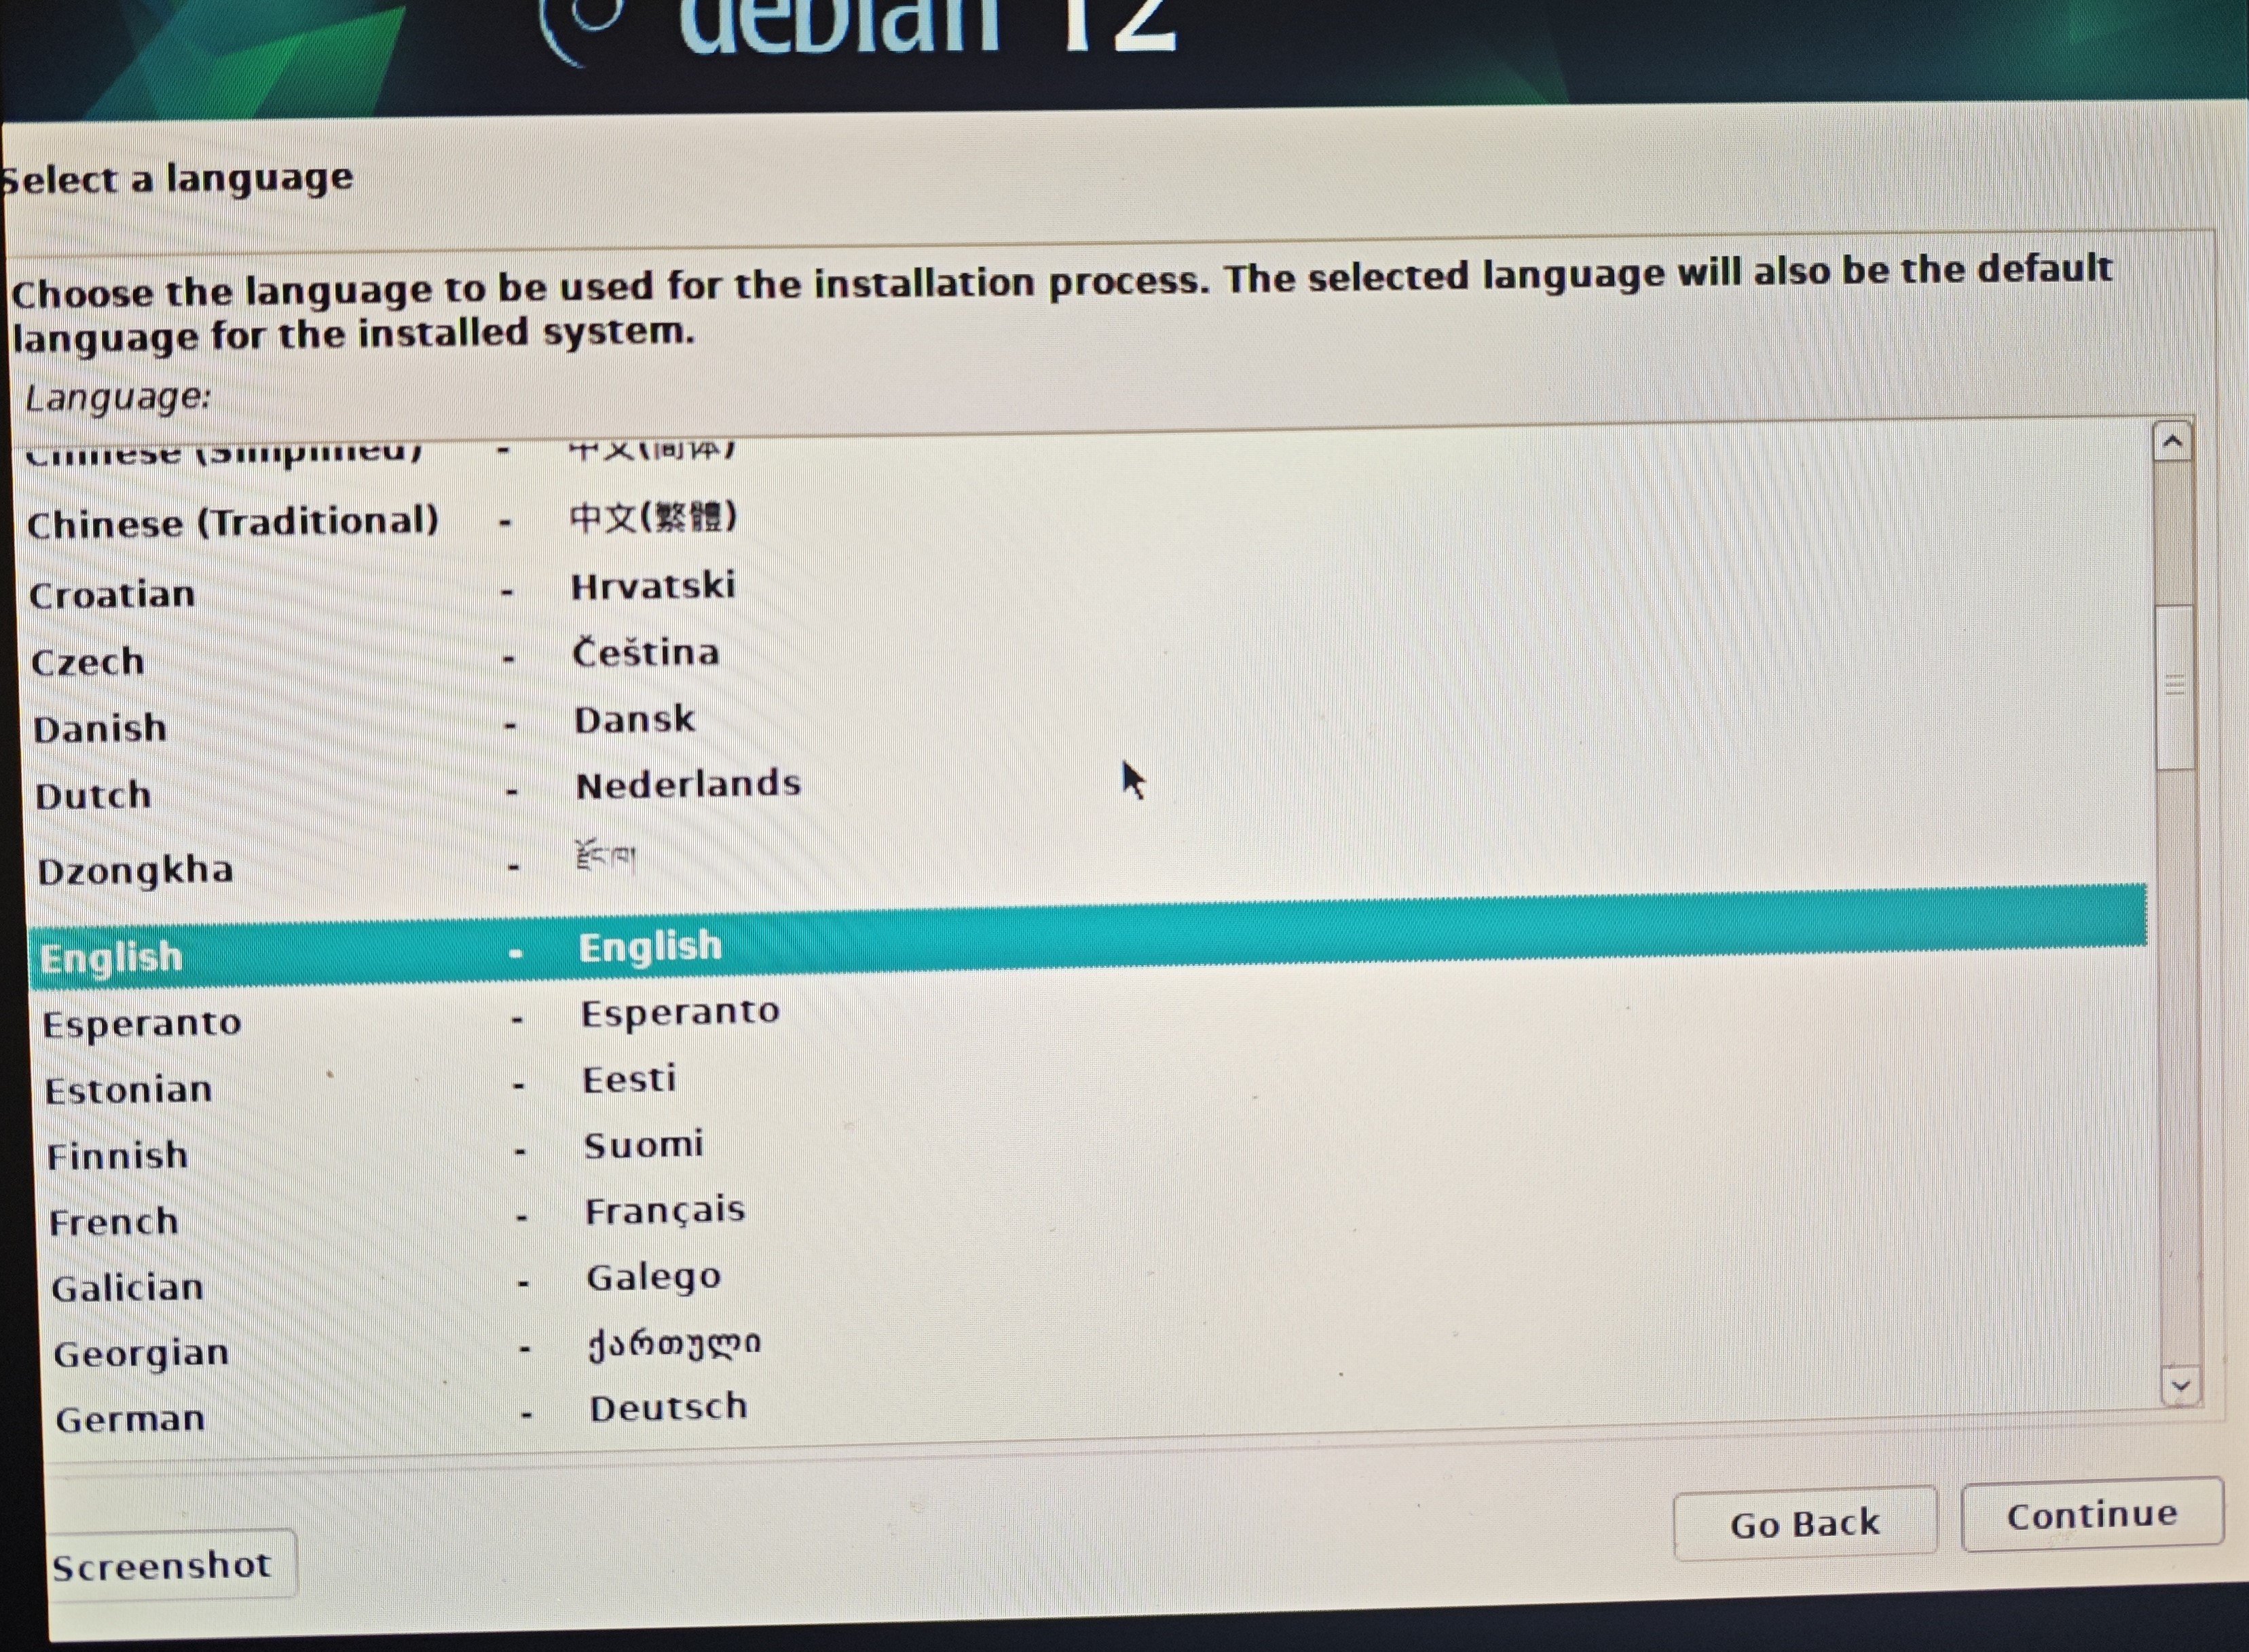 debian 12
Select a language
Choose the language to be used for the installation process. The selected language will also be the default
language for the installed system.
Language:
Chinese (Simplified) - 中文(简体)
Chinese (Traditional) - 中文(繁體)
Croatian - Hrvatski
Czech - Čeština
Danish - Dansk
Dutch - Nederlands
Dzongkha - རྫོང་ཁ།
English - English
Esperanto - Esperanto
Estonian - Eesti
Finnish - Suomi
French - Français
Galician - Galego
Georgian - ქართული
German - Deutsch
Screenshot
Go Back
Continue